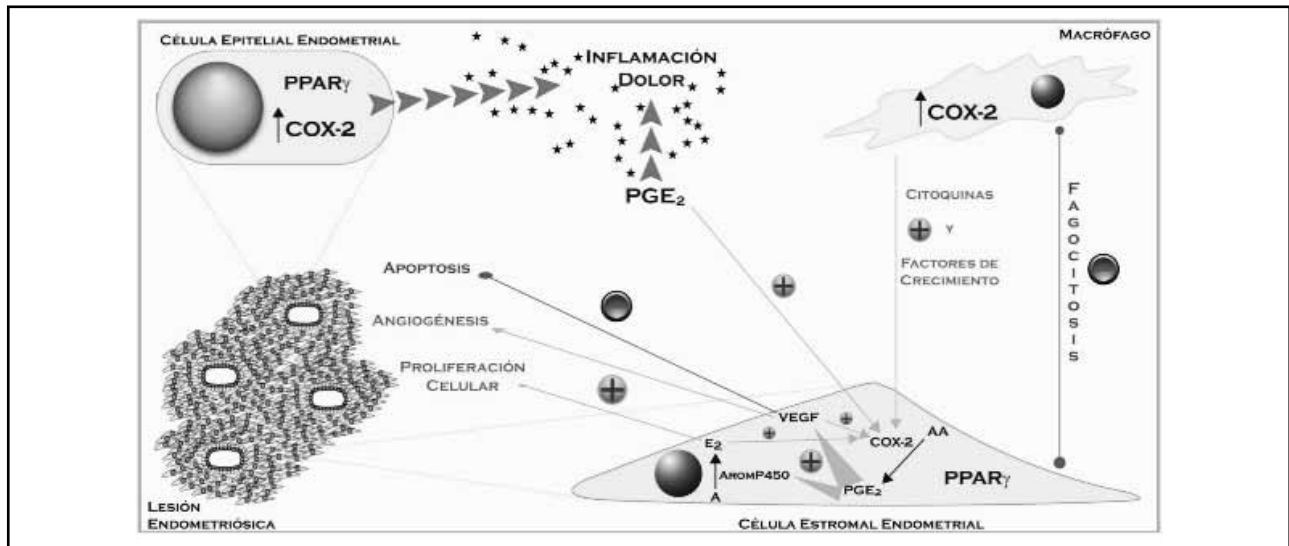 CÉLULA EPITELIAL ENDOMETRIAL
PPARγ
COX-2
INFLAMACIÓN
DOLOR
PGE2
MACRÓFAGO
COX-2
CITOQUINAS
Y
FACTORES DE
CRECIMIENTO
FAGOCITOSIS
APOPTOSIS
ANGIOGÉNESIS
PROLIFERACIÓN
CELULAR
VEGF
E2
COX-2
AA
AROMP450
A
PGE2
PPARγ
LESIÓN
ENDOMETRIÓSICA
CÉLULA ESTROMAL ENDOMETRIAL